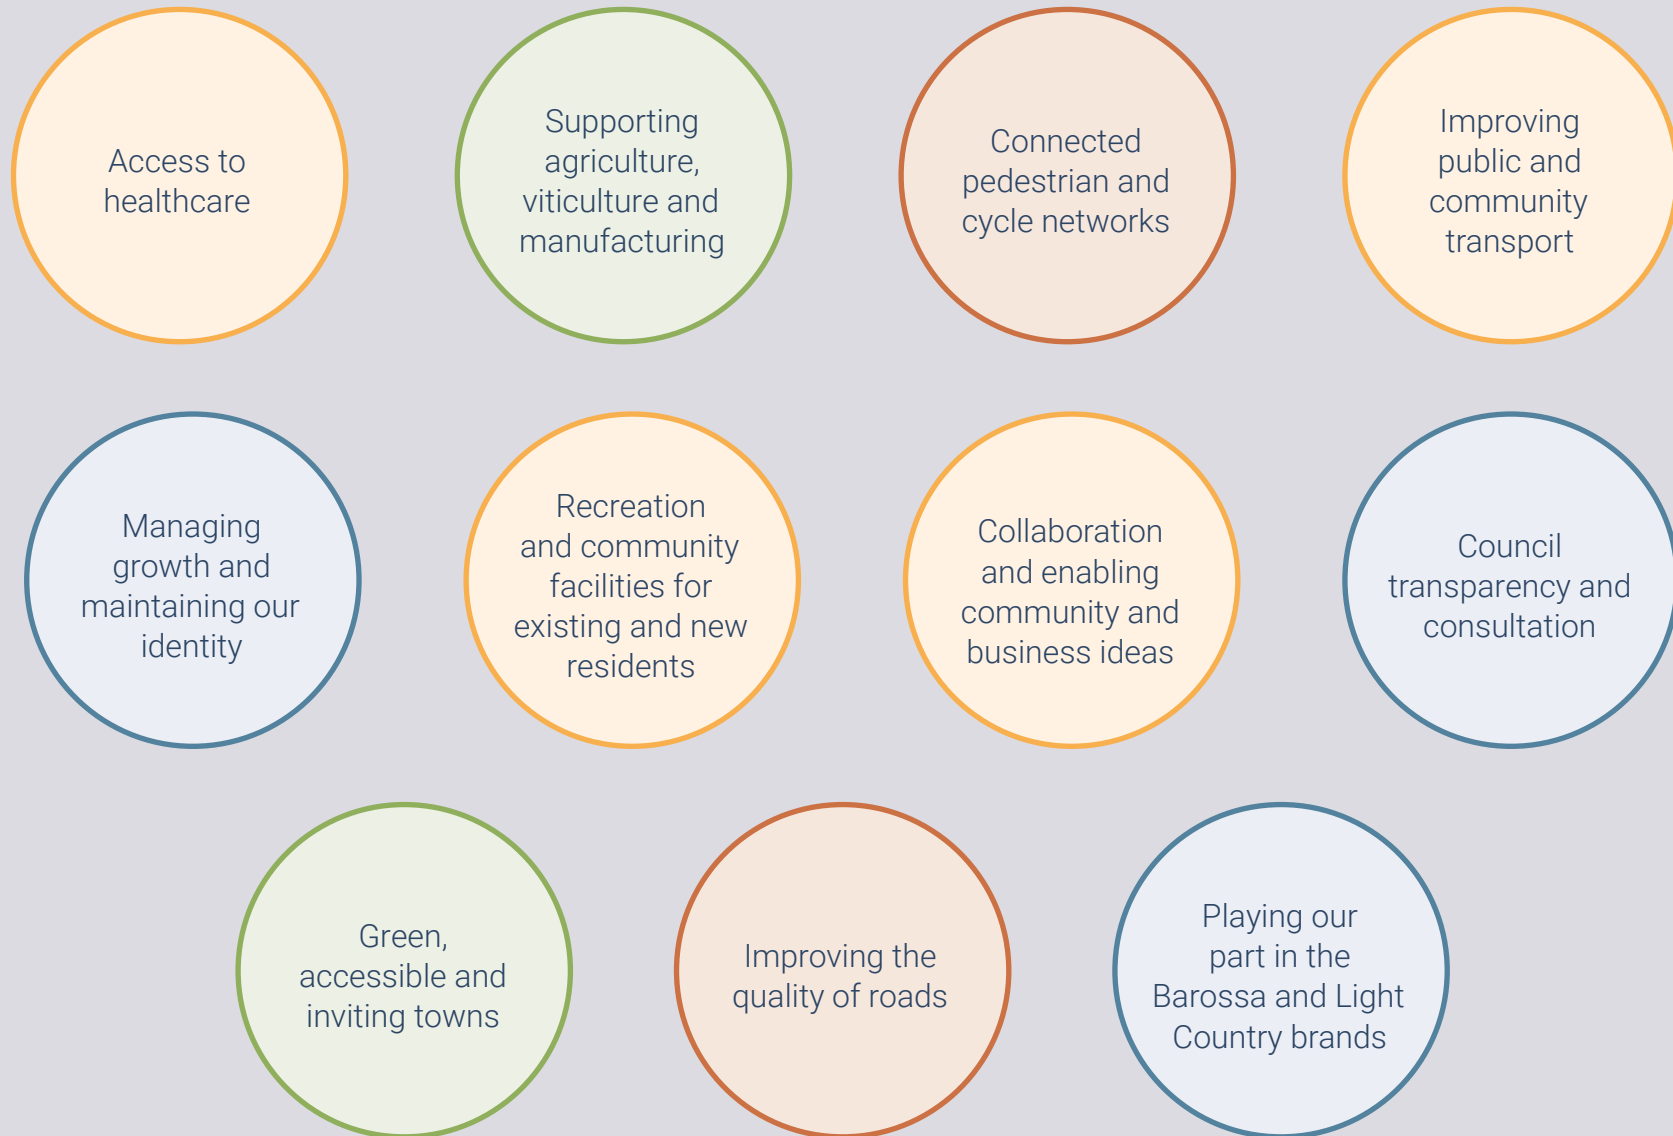 Access to
healthcare
Supporting
agriculture,
viticulture and
manufacturing
Connected
pedestrian and
cycle networks
Improving
public and
community
transport
Managing
growth and
maintaining our
identity
Recreation
and community
facilities for
existing and new
residents
Collaboration
and enabling
community and
business ideas
Council
transparency and
consultation
Green,
accessible and
inviting towns
Improving the
quality of roads
Playing our
part in the
Barossa and Light
Country brands